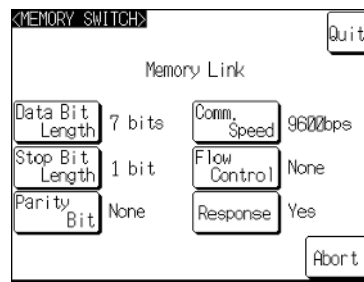 <MEMORY SWITCH>
Quit
Memory Link
Data Bit Length 7 bits
Comm. Speed 9600bps
Stop Bit Length 1 bit
Flow Control None
Parity Bit None
Response Yes
Abort